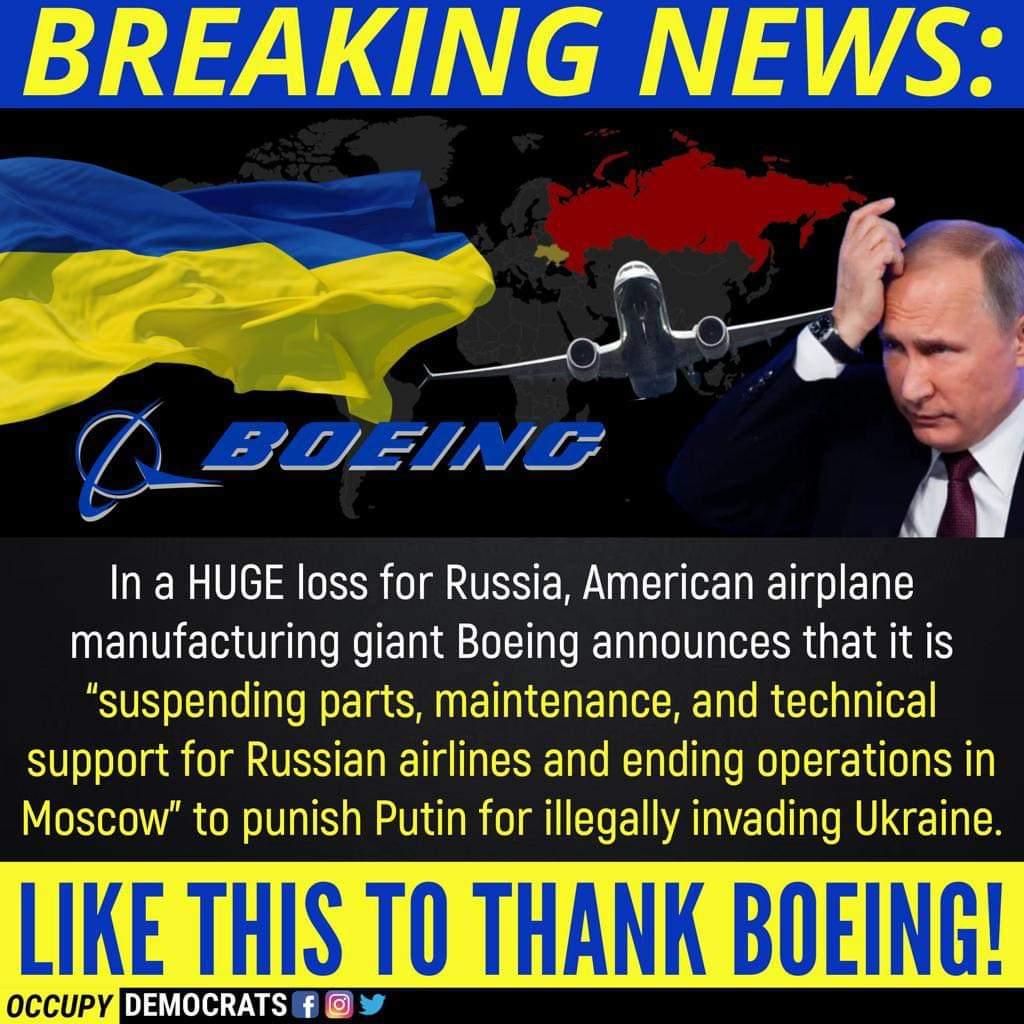 BREAKING NEWS:
BOEING
In a HUGE loss for Russia, American airplane
manufacturing giant Boeing announces that it is
“suspending parts, maintenance, and technical
support for Russian airlines and ending operations in
Moscow” to punish Putin for illegally invading Ukraine.
LIKE THIS TO THANK BOEING!
OCCUPY DEMOCRATS